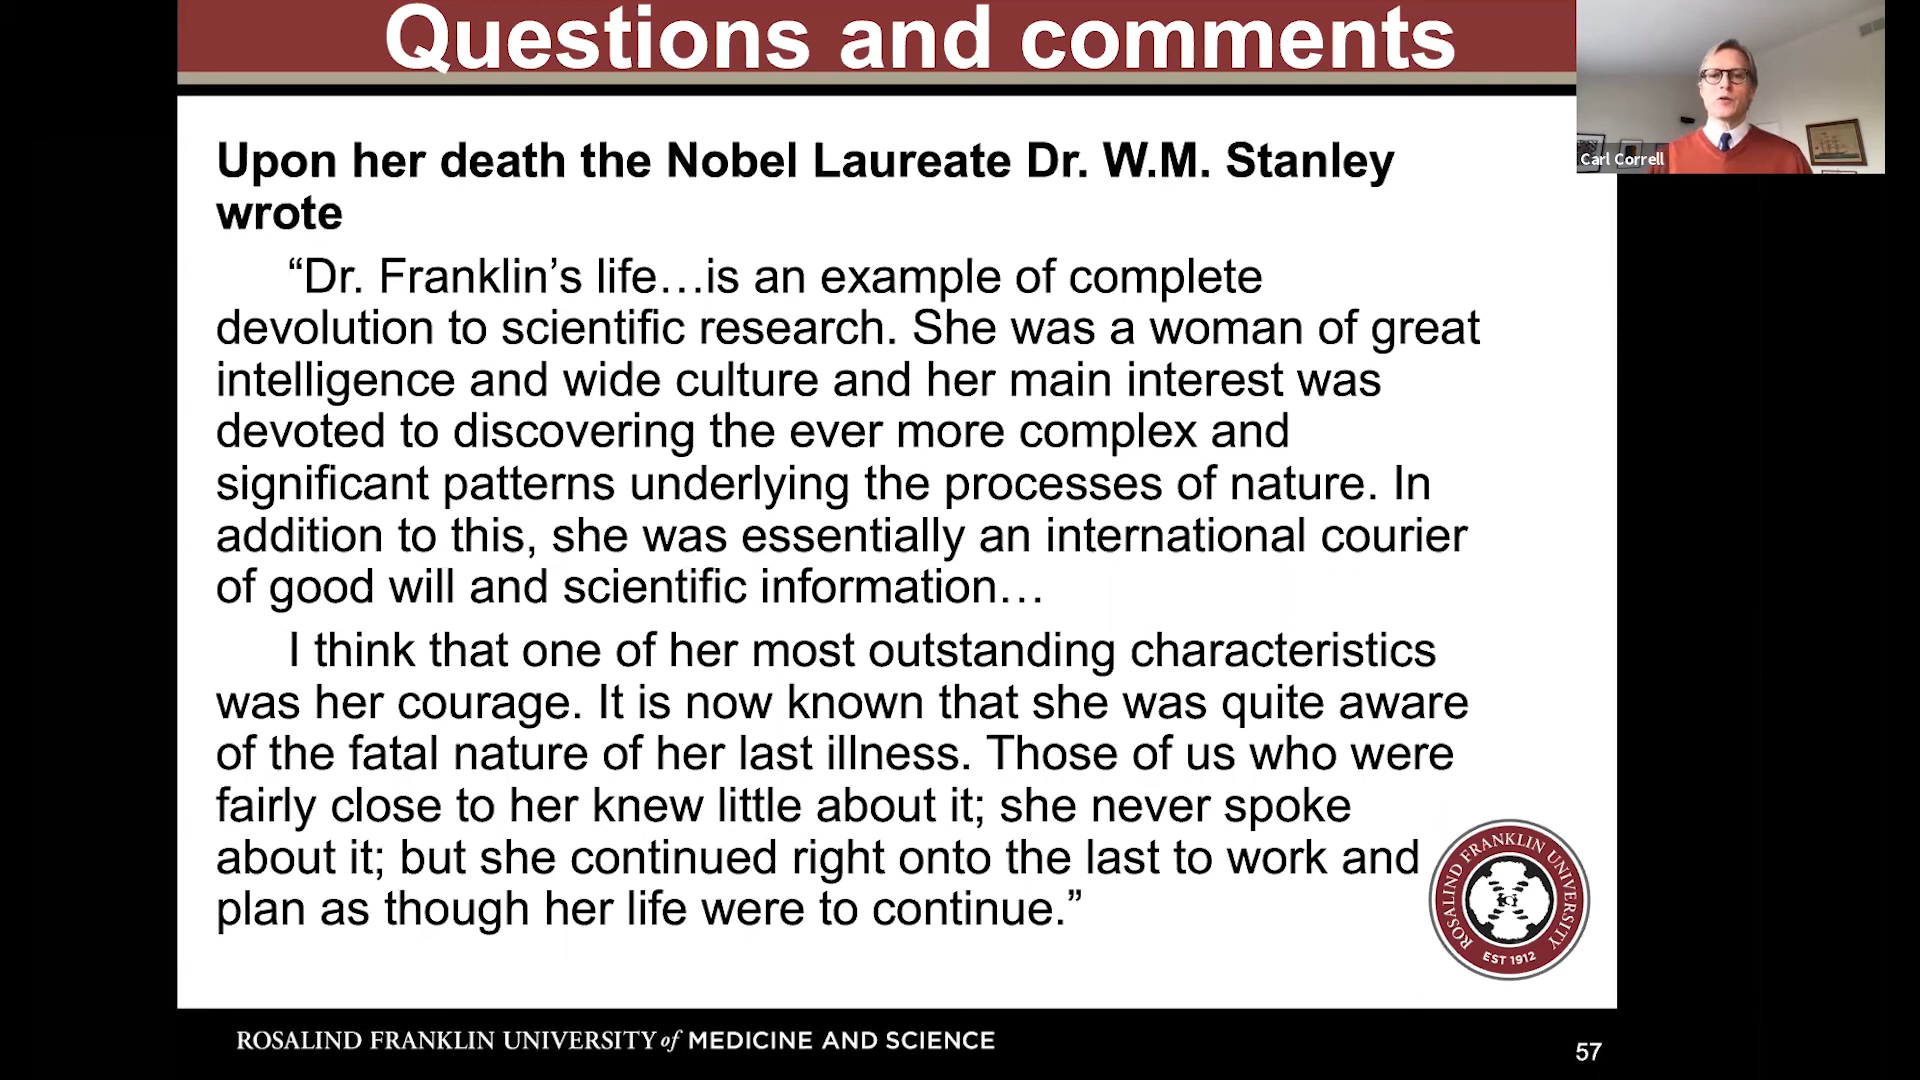 Questions and comments
Carl Correll
Upon her death the Nobel Laureate Dr. W.M. Stanley
wrote
“Dr. Franklin’s life…is an example of complete
devolution to scientific research. She was a woman of great
intelligence and wide culture and her main interest was
devoted to discovering the ever more complex and
significant patterns underlying the processes of nature. In
addition to this, she was essentially an international courier
of good will and scientific information…
I think that one of her most outstanding characteristics
was her courage. It is now known that she was quite aware
of the fatal nature of her last illness. Those of us who were
fairly close to her knew little about it; she never spoke
about it; but she continued right onto the last to work and
plan as though her life were to continue.”
ROSALIND FRANKLIN UNIVERSITY
EST 1912
ROSALIND FRANKLIN UNIVERSITY of MEDICINE AND SCIENCE
57